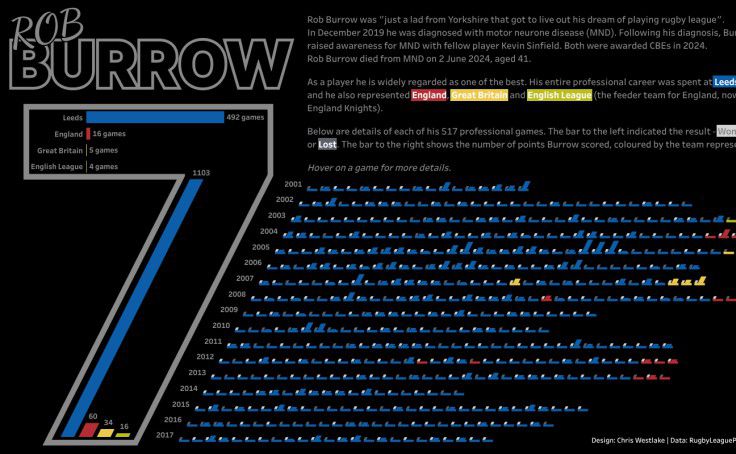 ROB
BURROW
Rob Burrow was “just a lad from Yorkshire that got to live out his dream of playing rugby league”.
In December 2019 he was diagnosed with motor neurone disease (MND). Following his diagnosis,
raised awareness for MND with fellow player Kevin Sinfield. Both were awarded CBEs in 2024.
Rob Burrow died from MND on 2 June 2024, aged 41.
As a player he is widely regarded as one of the best. His entire professional career was spent at Leeds
and he also represented England, Great Britain and English League (the feeder team for England,
England Knights).
Below are details of each of his 517 professional games. The bar to the left indicated the result - Won
or Lost. The bar to the right shows the number of points Burrow scored, coloured by the team
Hover on a game for more details.
Leeds 492 games
England 16 games
Great Britain 5 games
English League 4 games
1103
60
34
16
2001
2002
2003
2004
2005
2006
2007
2008
2009
2010
2011
2012
2013
2014
2015
2016
2017
Design: Chris Westlake | Data: